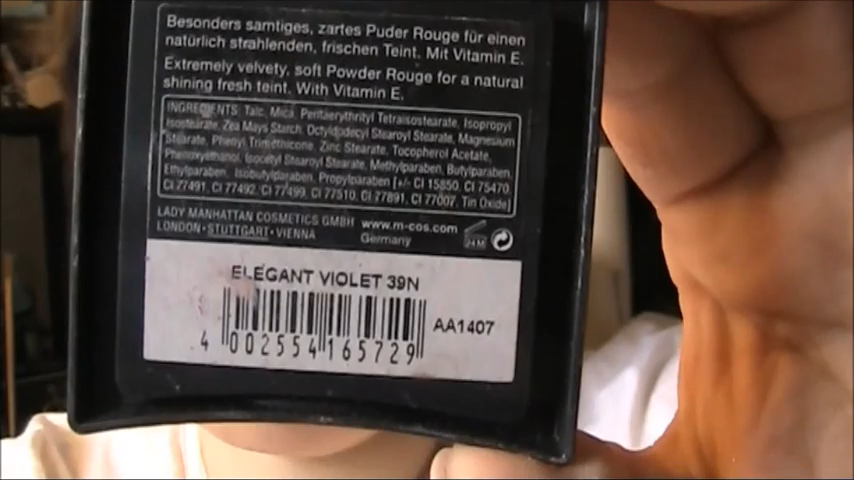 Besonders samtiges, zartes Puder Rouge für einen
natürlich strahlenden, frischen Teint. Mit Vitamin E.
Extremely velvety, soft Powder Rouge for a natural
shining fresh teint. With Vitamin E.
INGREDIENTS: Talc, Mica, Pentaerythrityl Tetraisostearate, Isopropyl
Isostearate, Zea Mays Starch, Octyldodecyl Stearoyl Stearate, Magnesium
Stearate, Phenyl Trimethicone, Zinc Stearate, Tocopherol Acetate,
Phenoxyethanol, Isocetyl Stearoyl Stearate, Methylparaben, Butylparaben,
Ethylparaben, Isobutylparaben, Propylparaben [+/- CI 15850, CI 75470,
CI 77491, CI 77492, CI 77499, CI 77510, CI 77891, CI 77007, Tin Oxide]
LADY MANHATTAN COSMETICS GMBH www.m-cos.com
LONDON·STUTTGART·VIENNA Germany 24M
ELEGANT VIOLET 39N
AA1407
4 002554 165729